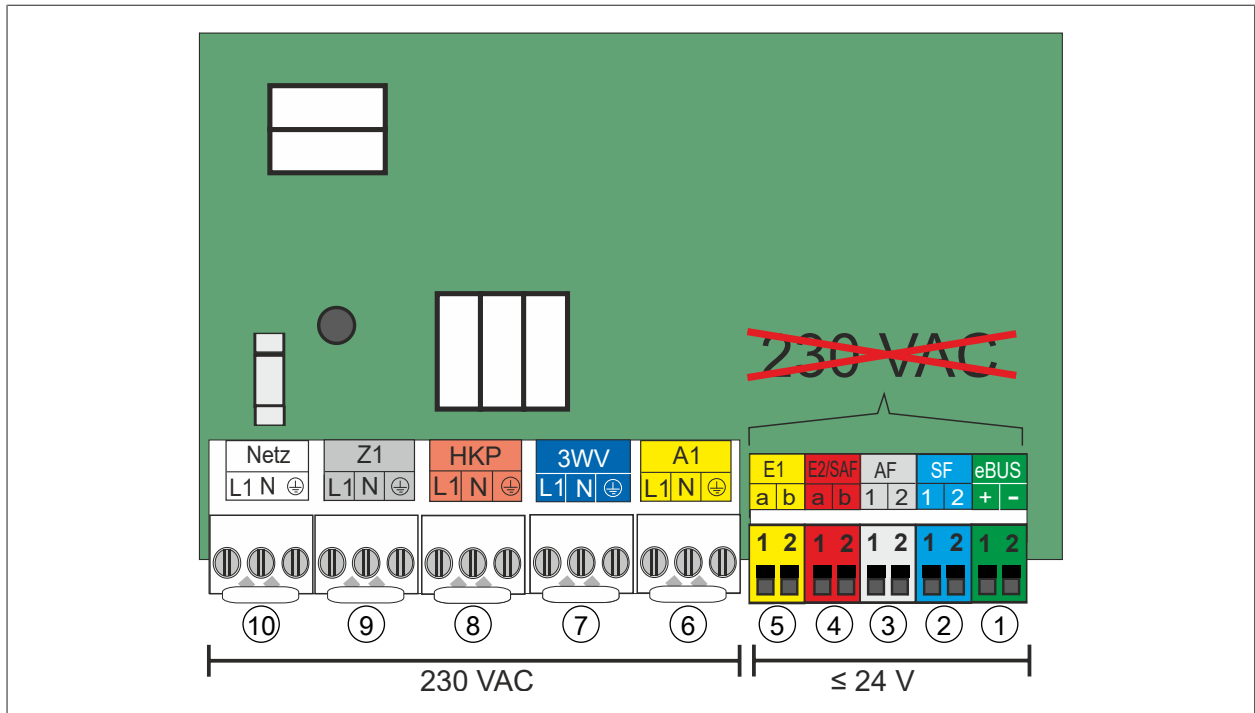 230 VAC
Netz Z1 HKP 3WV A1
L1 N ⏚ L1 N ⏚ L1 N ⏚ L1 N ⏚ L1 N ⏚
E1 E2/SAF AF SF eBUS
a b a b 1 2 1 2 + −
1 2 1 2 1 2 1 2 1 2
10 9 8 7 6 5 4 3 2 1
230 VAC ≤ 24 V